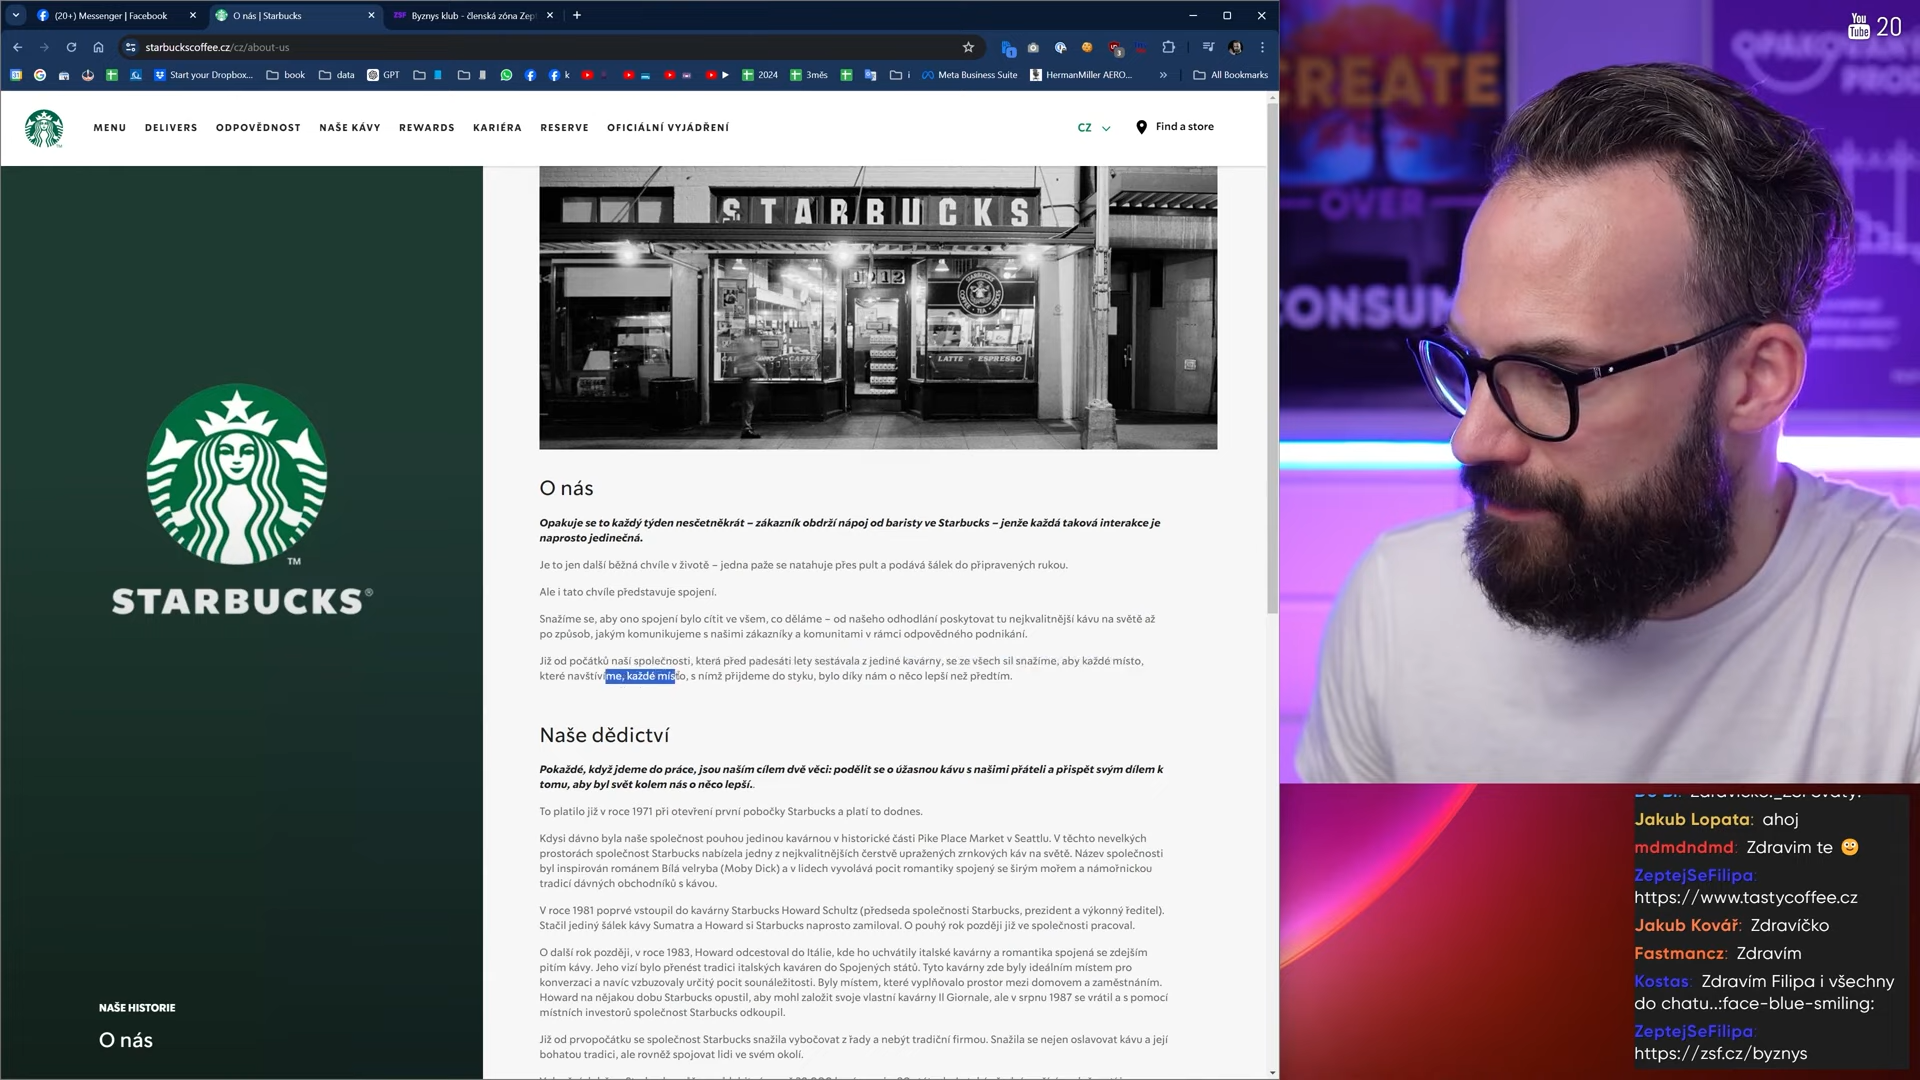 (20+) Messenger | Facebook
O nás | Starbucks
Byznys klub - členská zóna Zept
starbuckscoffee.cz/cz/about-us
Start your Dropbox...
book
data
GPT
k
2024
3měs
i
Meta Business Suite
HermanMiller AERO...
All Bookmarks
MENU
DELIVERS
ODPOVĚDNOST
NAŠE KÁVY
REWARDS
KARIÉRA
RESERVE
OFICIÁLNÍ VYJÁDŘENÍ
CZ
Find a store
STARBUCKS
1912
LATTE - ESPRESSO
STARBUCKS®
TM
NAŠE HISTORIE
O nás
O nás
Opakuje se to každý týden nesčetněkrát – zákazník obdrží nápoj od baristy ve Starbucks – jenže každá taková interakce je
naprosto jedinečná.
Je to jen další běžná chvíle v životě – jedna paže se natahuje přes pult a podává šálek do připravených rukou.
Ale i tato chvíle představuje spojení.
Snažíme se, aby ono spojení bylo cítit ve všem, co děláme – od našeho odhodlání poskytovat tu nejkvalitnější kávu na světě až
po způsob, jakým komunikujeme s našimi zákazníky a komunitami v rámci odpovědného podnikání.
Již od počátků naší společnosti, která před padesáti lety sestávala z jediné kavárny, se ze všech sil snažíme, aby každé místo,
které navštívíme, každé místo, s nímž přijdeme do styku, bylo díky nám o něco lepší než předtím.
Naše dědictví
Pokaždé, když jdeme do práce, jsou naším cílem dvě věci: podělit se o úžasnou kávu s našimi přáteli a přispět svým dílem k
tomu, aby byl svět kolem nás o něco lepší..
To platilo již v roce 1971 při otevření první pobočky Starbucks a platí to dodnes.
Kdysi dávno byla naše společnost pouhou jedinou kavárnou v historické části Pike Place Market v Seattlu. V těchto nevelkých
prostorách společnost Starbucks nabízela jedny z nejkvalitnějších čerstvě upražených zrnkových káv na světě. Název společnosti
byl inspirován románem Bílá velryba (Moby Dick) a v lidech vyvolává pocit romantiky spojený se širým mořem a námořnickou
tradicí dávných obchodníků s kávou.
V roce 1981 poprvé vstoupil do kavárny Starbucks Howard Schultz (předseda společnosti Starbucks, prezident a výkonný ředitel).
Stačil jediný šálek kávy Sumatra a Howard si Starbucks naprosto zamiloval. O pouhý rok později již ve společnosti pracoval.
O další rok později, v roce 1983, Howard odcestoval do Itálie, kde ho uchvátily italské kavárny a romantika spojená se zdejším
pitím kávy. Jeho vizí bylo přenést tradici italských kaváren do Spojených států. Tyto kavárny zde byly ideálním místem pro
konverzaci a navíc vzbuzovaly určitý pocit sounáležitosti. Byly místem, které vyplňovalo prostor mezi domovem a zaměstnáním.
Howard na nějakou dobu Starbucks opustil, aby mohl založit svoje vlastní kavárny Il Giornale, ale v srpnu 1987 se vrátil a s pomocí
místních investorů společnost Starbucks odkoupil.
Již od prvopočátku se společnost Starbucks snažila vybočovat z řady a nebýt tradiční firmou. Snažila se nejen oslavovat kávu a její
bohatou tradici, ale rovněž spojovat lidi ve svém okolí.
CREATE
OVER
CONSUM
You
Tube
20
Jakub Lopata: ahoj
mdmdndmd: Zdravim te
ZeptejSeFilipa:
https://www.tastycoffee.cz
Jakub Kovář: Zdravíčko
Fastmancz: Zdravím
Kostas: Zdravím Filipa i všechny
do chatu..:face-blue-smiling:
ZeptejSeFilipa:
https://zsf.cz/byznys